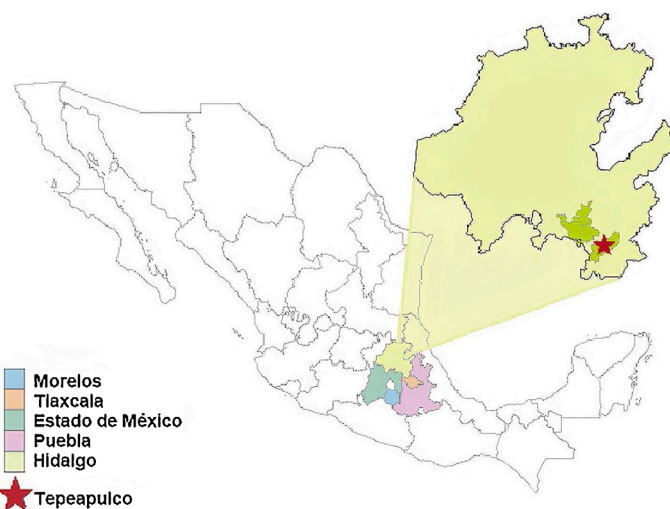 Morelos
Tlaxcala
Estado de México
Puebla
Hidalgo
Tepeapulco